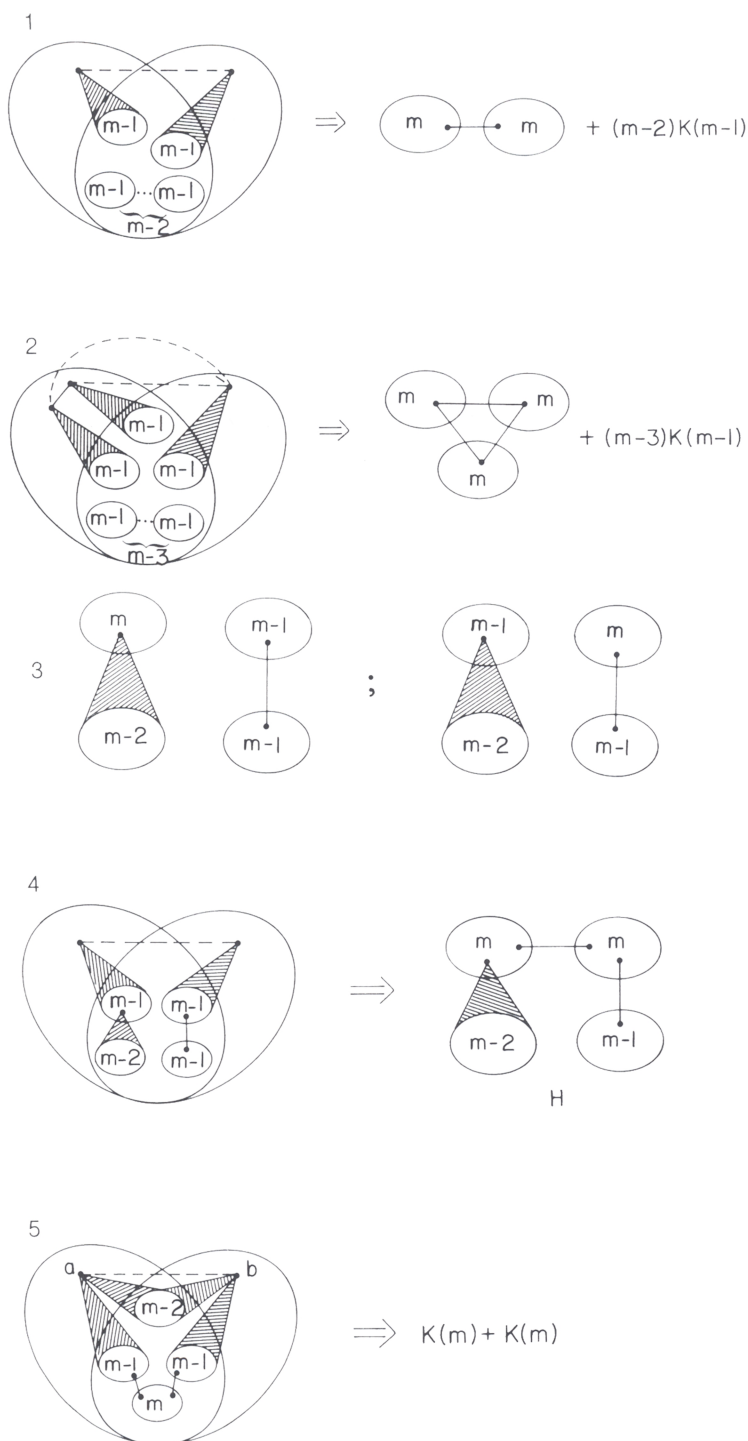 1
m-1
m-1
m-1 ... m-1
m-2
⇒
m m + (m-2)K(m-1)
2
m-1
m-1 m-1
m-1 ... m-1
m-3
⇒
m m
m
+ (m-3)K(m-1)
3
m m-1 ; m-1 m
m-2 m-1 m-2 m-1
4
m-1 m-1
m-2 m-1
⇒
m m
m-2 m-1
H
5
a b
m-2
m-1 m-1
m
⇒ K(m) + K(m)